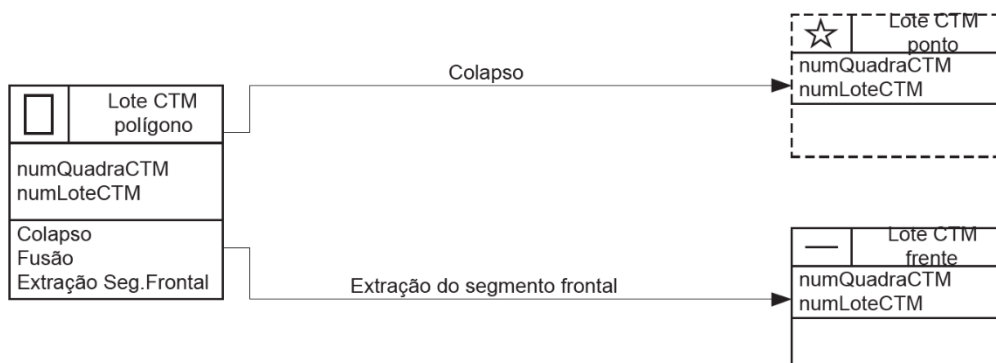 Lote CTM
ponto
numQuadraCTM
numLoteCTM
Colapso
Lote CTM
polígono
numQuadraCTM
numLoteCTM
Colapso
Fusão
Extração Seg.Frontal
Extração do segmento frontal
Lote CTM
frente
numQuadraCTM
numLoteCTM